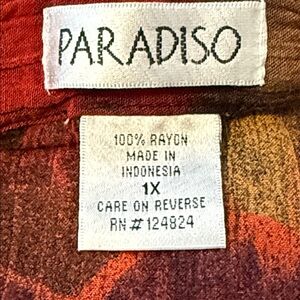 PARADISO
100% RAYON
MADE IN
INDONESIA
1X
CARE ON REVERSE
RN # 124824